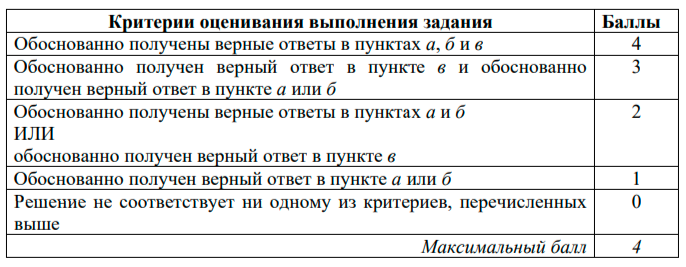 Критерии оценивания выполнения задания Баллы
Обоснованно получены верные ответы в пунктах а, б и в 4
Обоснованно получен верный ответ в пункте в и обоснованно 3
получен верный ответ в пункте а или б
Обоснованно получены верные ответы в пунктах а и б 2
ИЛИ
обоснованно получен верный ответ в пункте в
Обоснованно получен верный ответ в пункте а или б 1
Решение не соответствует ни одному из критериев, перечисленных 0
выше
Максимальный балл 4